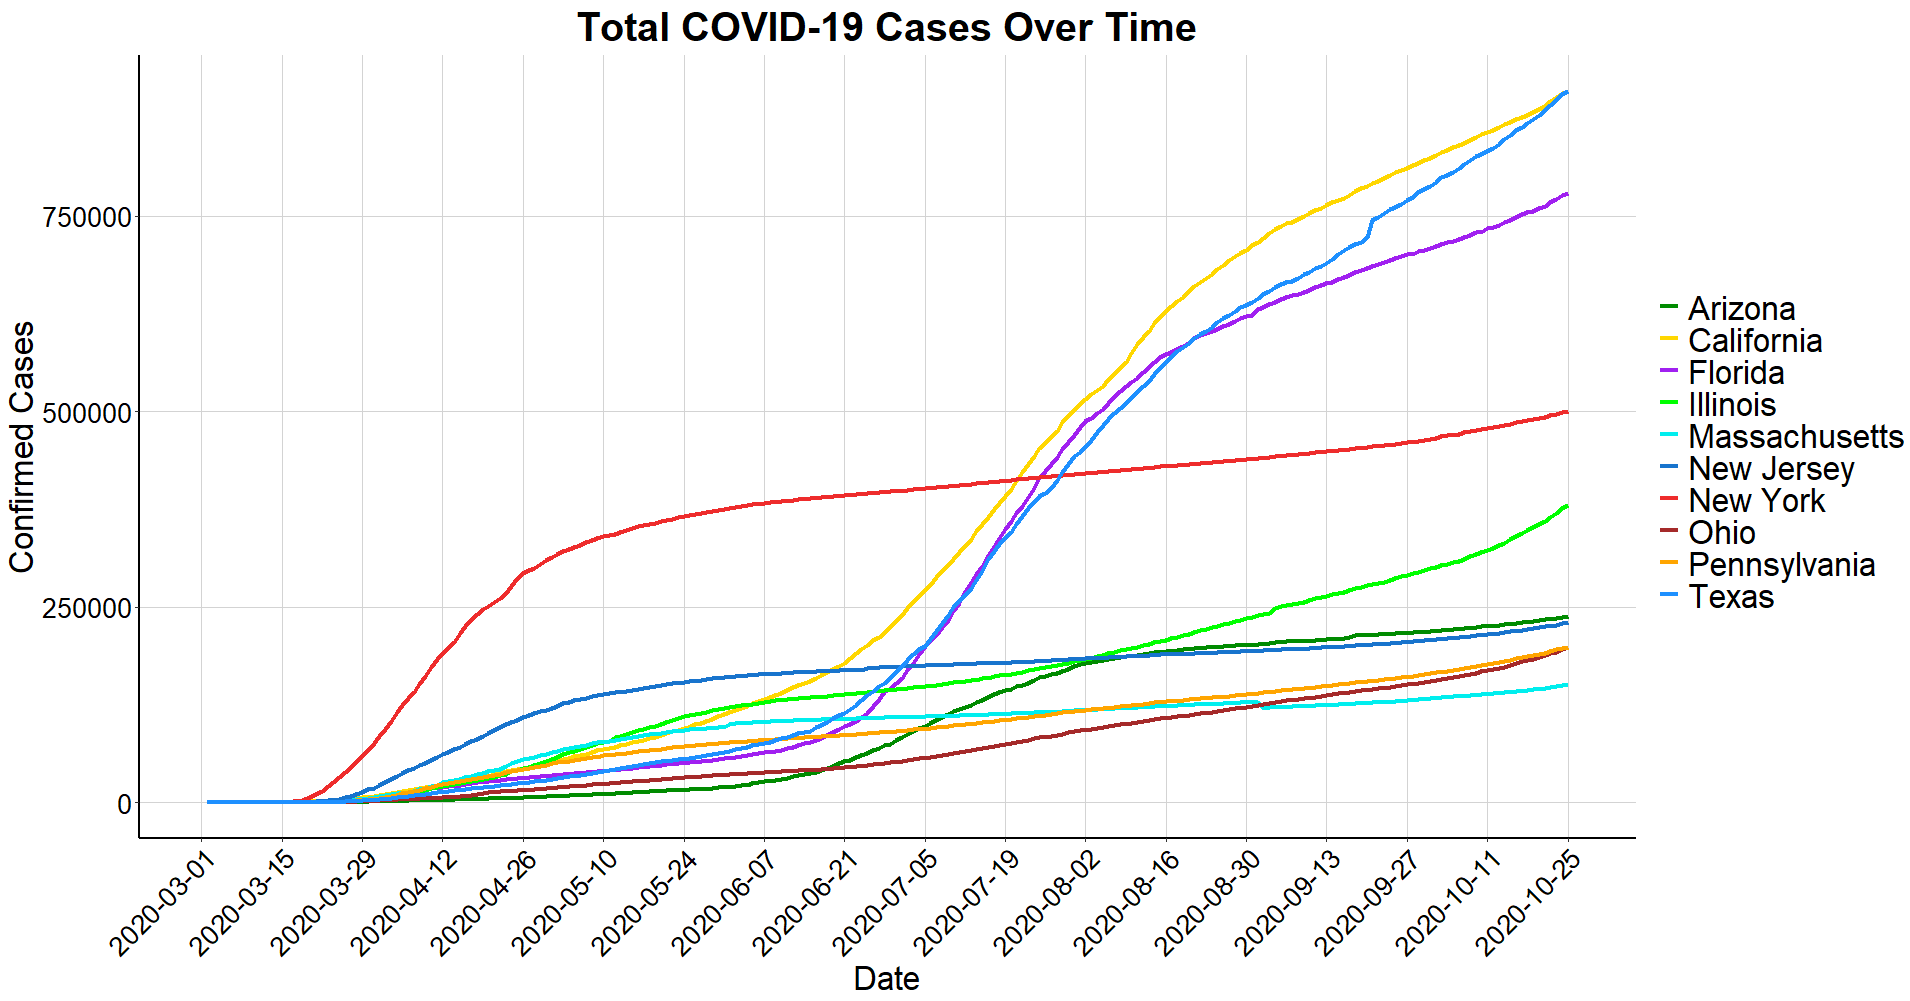 Total COVID-19 Cases Over Time
Confirmed Cases
750000
500000
250000
0
2020-03-01
2020-03-15
2020-03-29
2020-04-12
2020-04-26
2020-05-10
2020-05-24
2020-06-07
2020-06-21
2020-07-05
2020-07-19
2020-08-02
2020-08-16
2020-08-30
2020-09-13
2020-09-27
2020-10-11
2020-10-25
Date
Arizona
California
Florida
Illinois
Massachusetts
New Jersey
New York
Ohio
Pennsylvania
Texas